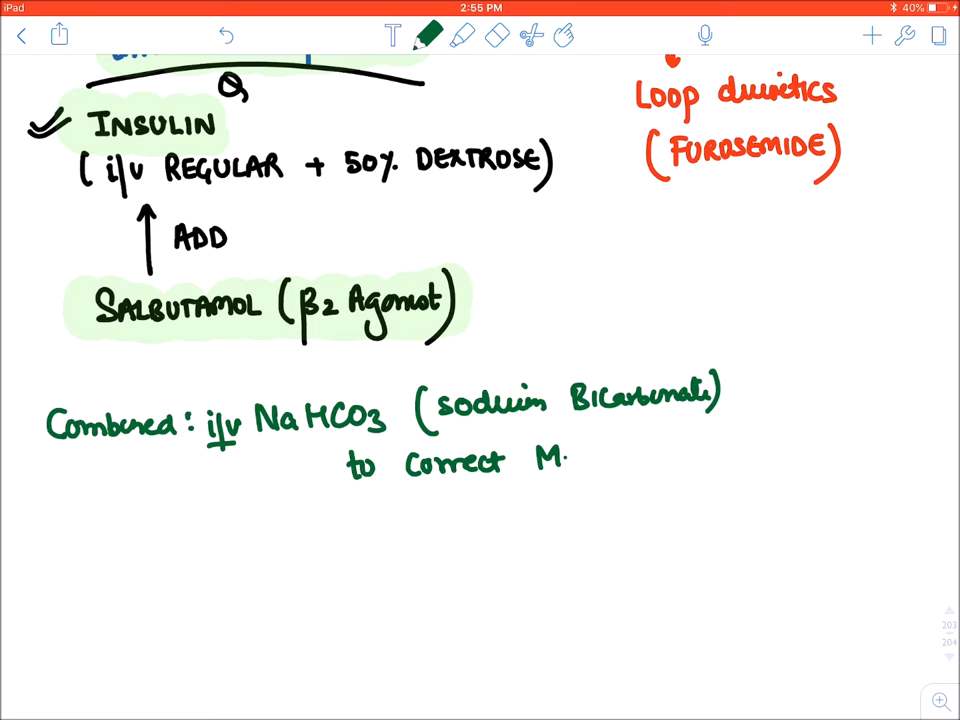 iPad
2:55 PM
40%
T
Q
INSULIN
(i/v REGULAR + 50% DEXTROSE)
ADD
SALBUTAMOL (β2 Agonist)
Loop diuretics
(FUROSEMIDE)
Combined: i/v NaHCO3 (sodium Bicarbonate)
to correct M.
203
204